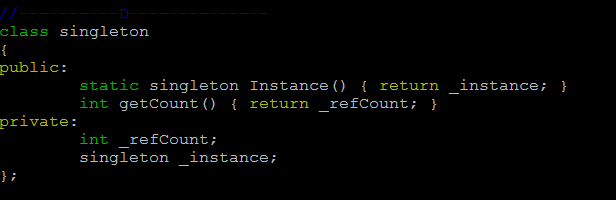 //----------□--------------
class singleton
{
public:
        static singleton Instance() { return _instance; }
        int getCount() { return _refCount; }
private:
        int _refCount;
        singleton _instance;
};